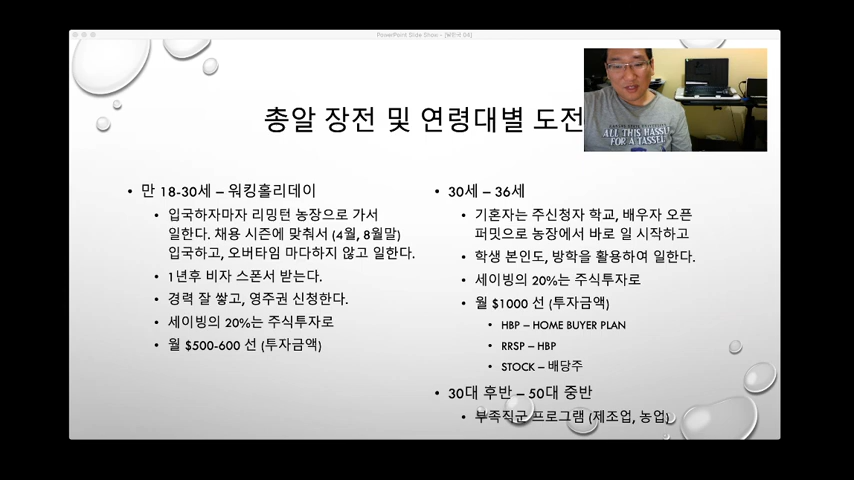 PowerPoint Slide Show - [
총알 장전 및 연령대별 도전
ALL THIS HASSLE
FOR A TASSEL
• 만 18-30세 – 워킹홀리데이
• 입국하자마자 리밍턴 농장으로 가서
일한다. 채용 시즌에 맞춰서 (4월, 8월말)
입국하고, 오버타임 마다하지 않고 일한다.
• 1년후 비자 스폰서 받는다.
• 경력 잘 쌓고, 영주권 신청한다.
• 세이빙의 20%는 주식투자로
• 월 $500-600 선 (투자금액)
• 30세 – 36세
• 기혼자는 주신청자 학교, 배우자 오픈
퍼밋으로 농장에서 바로 일 시작하고
• 학생 본인도, 방학을 활용하여 일한다.
• 세이빙의 20%는 주식투자로
• 월 $1000 선 (투자금액)
• HBP – HOME BUYER PLAN
• RRSP – HBP
• STOCK – 배당주
• 30대 후반 – 50대 중반
• 부족직군 프로그램 (제조업, 농업)